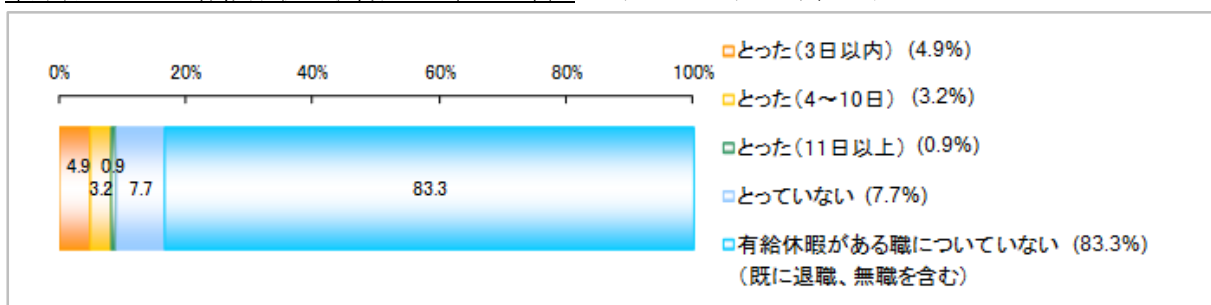 0% 20% 40% 60% 80% 100%
4.9 0.9
3.2 7.7 83.3
とった(3日以内) (4.9%)
とった(4～10日) (3.2%)
とった(11日以上) (0.9%)
とっていない (7.7%)
有給休暇がある職についていない (83.3%)
(既に退職、無職を含む)